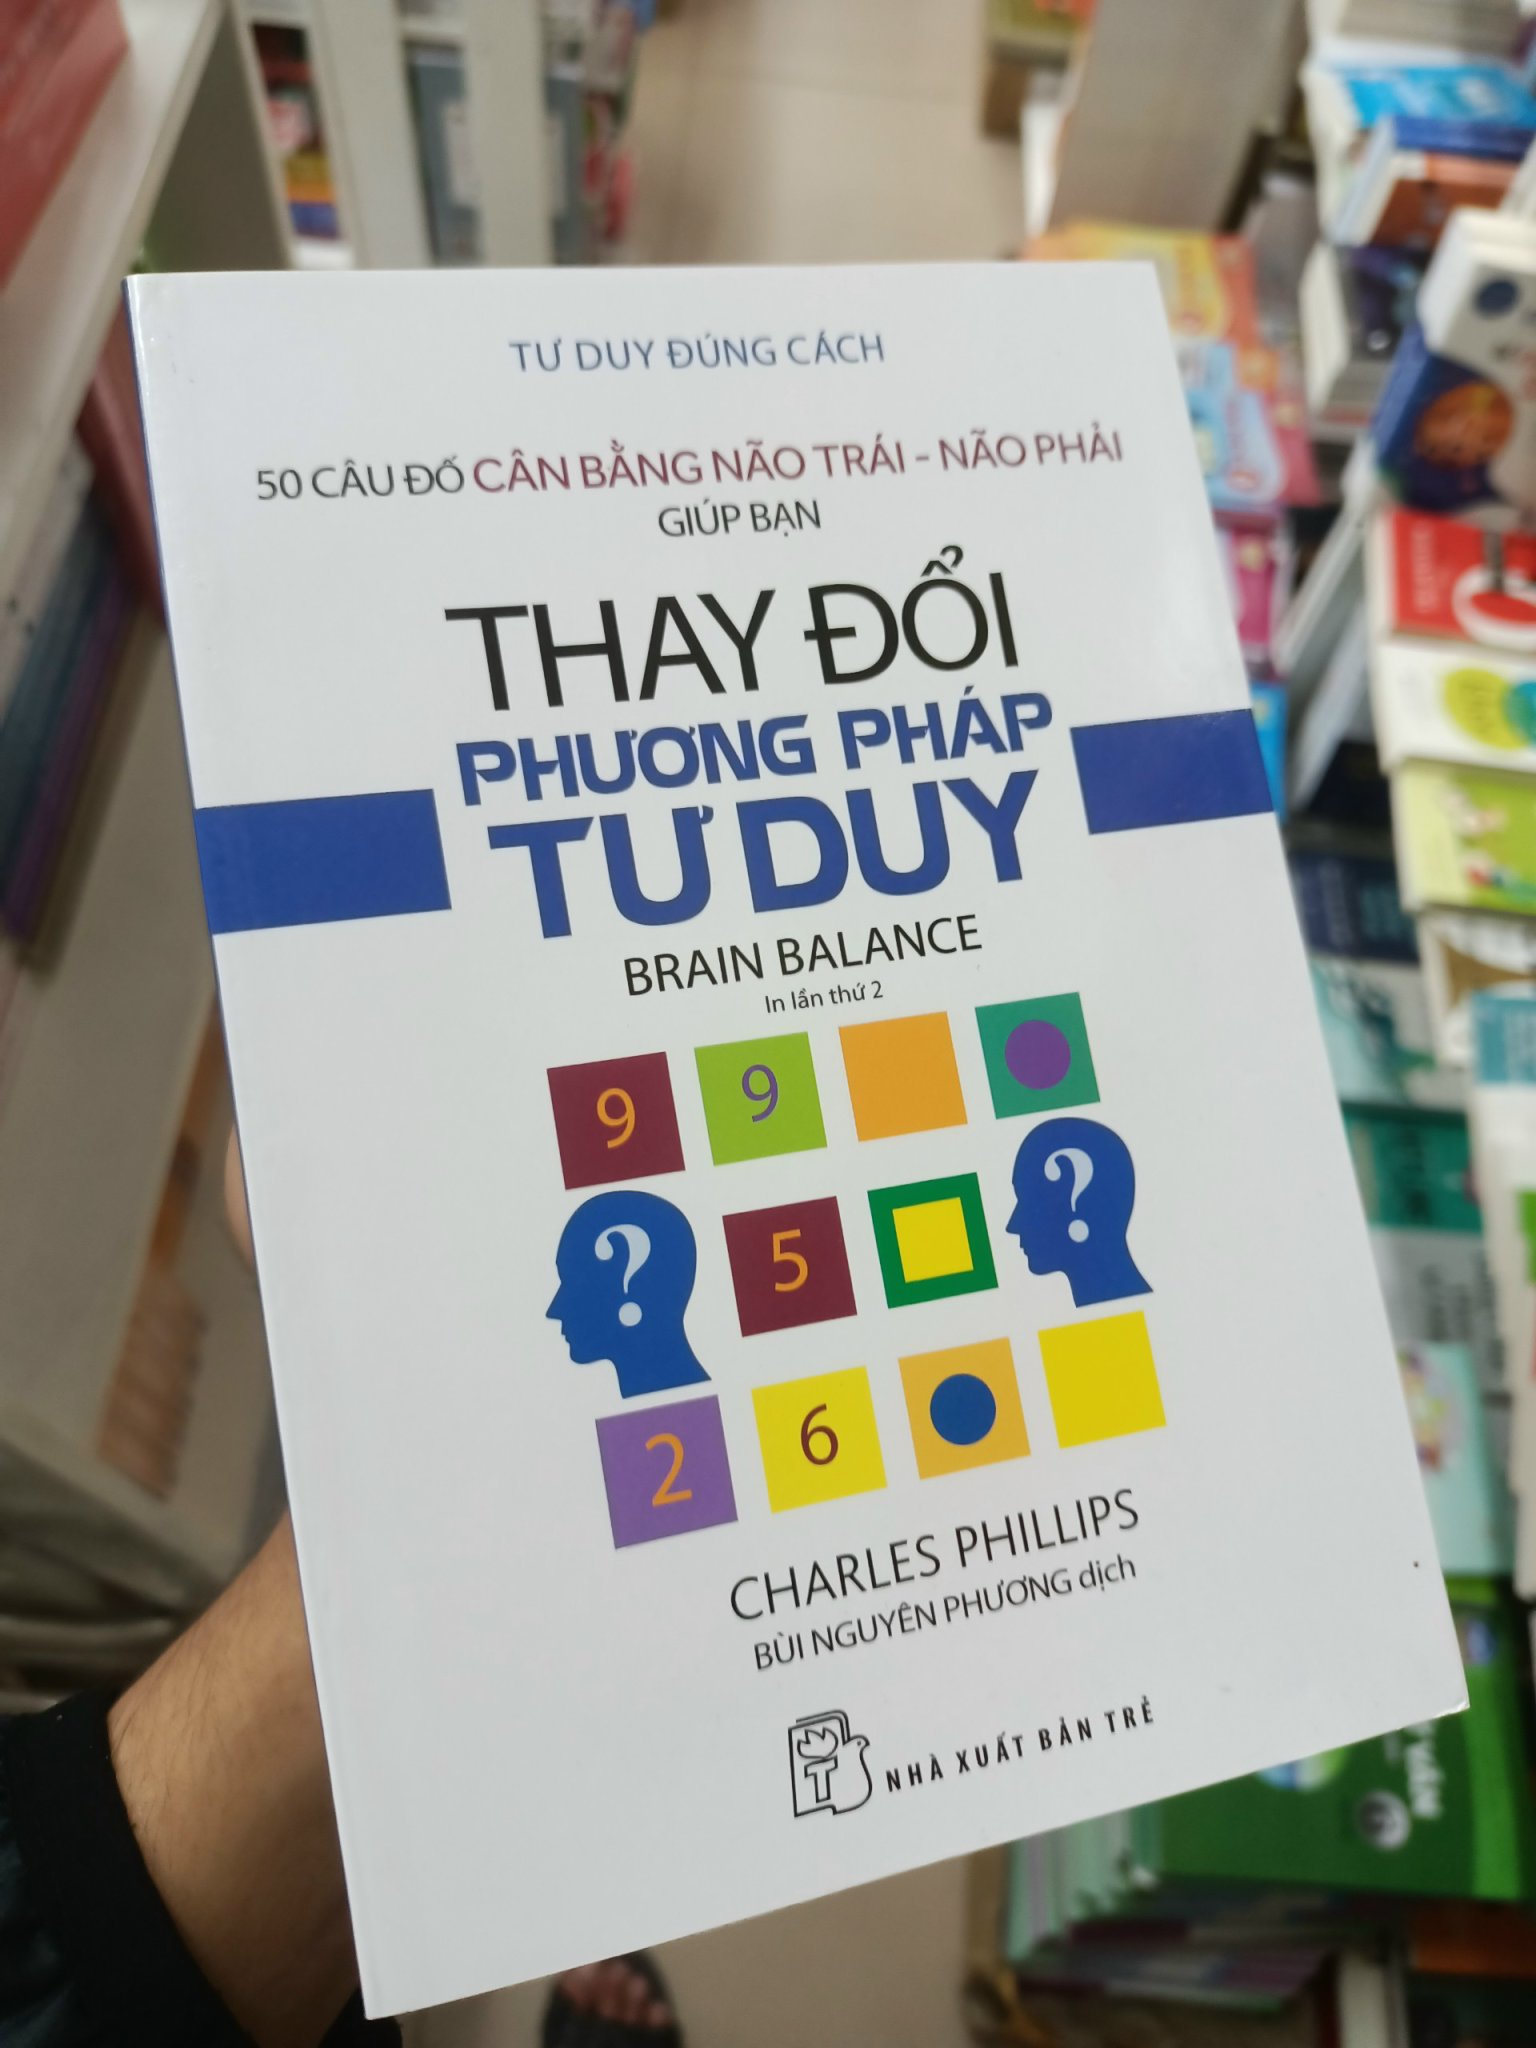 TƯ DUY ĐÚNG CÁCH
50 CÂU ĐỐ CÂN BẰNG NÃO TRÁI - NÃO PHẢI
GIÚP BẠN
THAY ĐỔI
PHƯƠNG PHÁP
TƯ DUY
BRAIN BALANCE
In lần thứ 2
9 9
? 5 ?
2 6
CHARLES PHILLIPS
BÙI NGUYÊN PHƯƠNG dịch
T
NHÀ XUẤT BẢN TRẺ